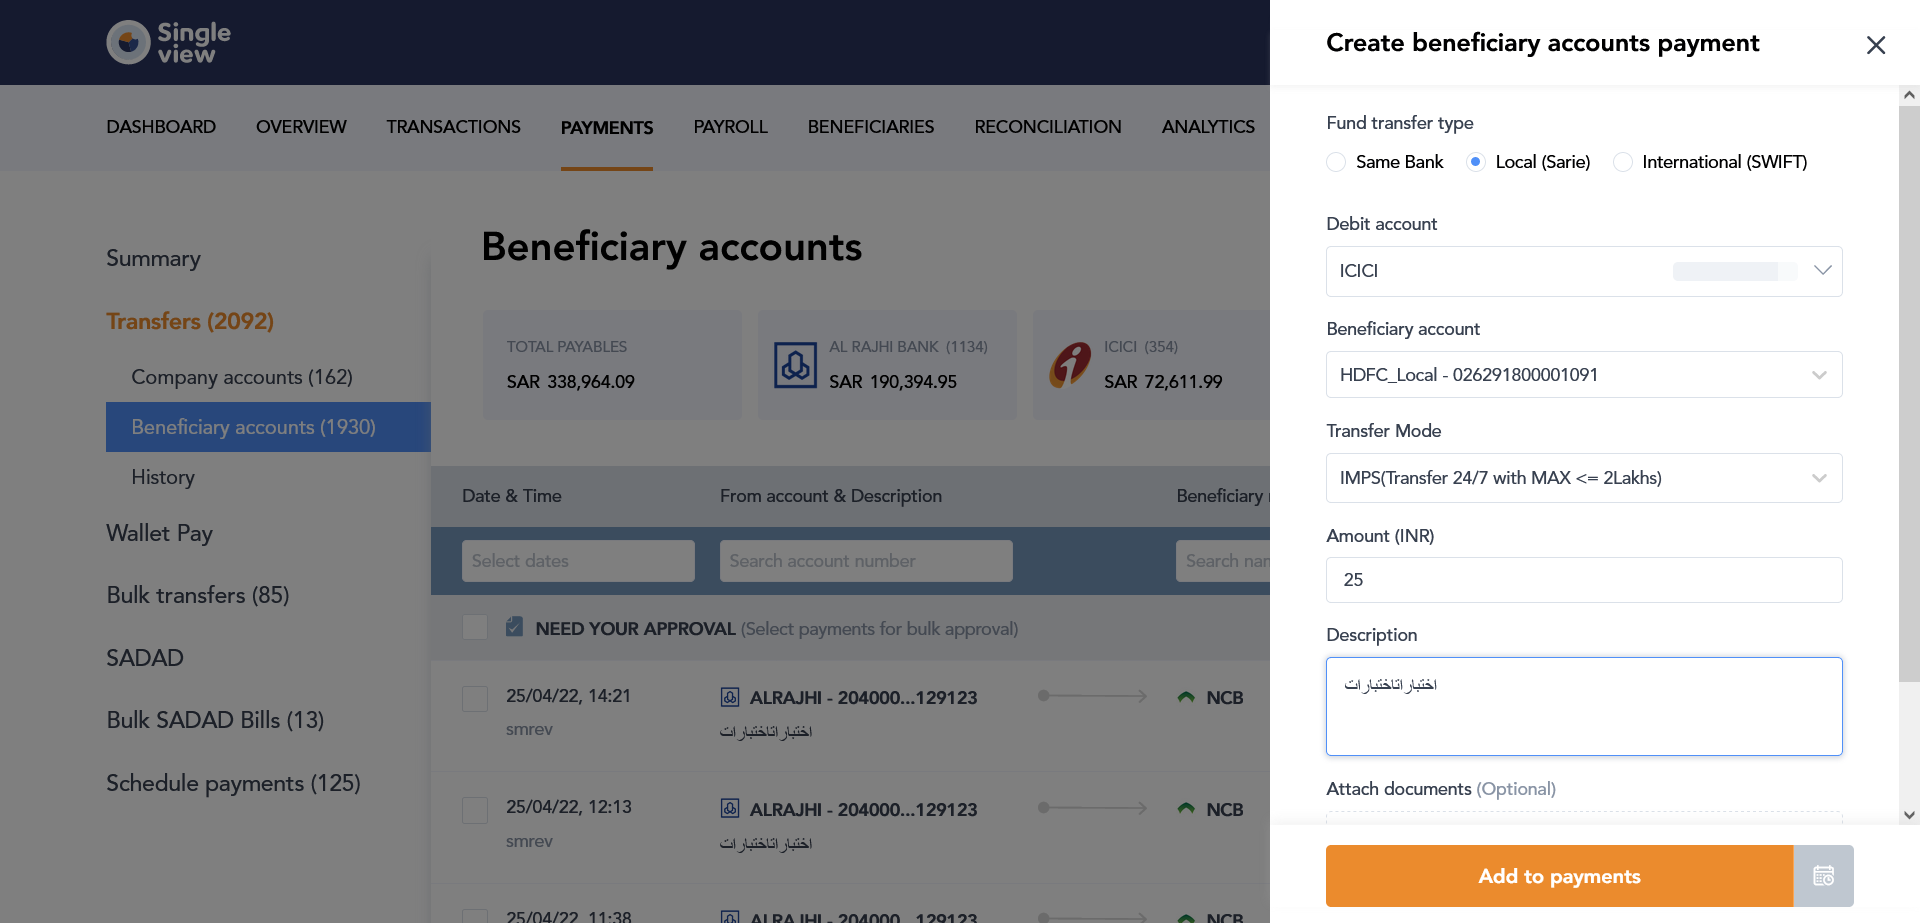 Single
view
DASHBOARD OVERVIEW TRANSACTIONS PAYMENTS PAYROLL BENEFICIARIES RECONCILIATION ANALYTICS
Summary
Transfers (2092)
Company accounts (162)
Beneficiary accounts (1930)
History
Wallet Pay
Bulk transfers (85)
SADAD
Bulk SADAD Bills (13)
Schedule payments (125)
Beneficiary accounts
TOTAL PAYABLES
SAR 338,964.09
AL RAJHI BANK (1134)
SAR 190,394.95
ICICI (354)
SAR 72,611.99
Date & Time From account & Description Beneficiary
Select dates Search account number Search
NEED YOUR APPROVAL (Select payments for bulk approval)
25/04/22, 14:21 ALRAJHI - 204000...129123 NCB
smrev اختباراتاختبارات
25/04/22, 12:13 ALRAJHI - 204000...129123 NCB
smrev اختباراتاختبارات
25/04/22, 11:38 ALRAJHI - 204000...129123 NCB
Create beneficiary accounts payment
Fund transfer type
Same Bank Local (Sarie) International (SWIFT)
Debit account
ICICI
Beneficiary account
HDFC_Local - 026291800001091
Transfer Mode
IMPS(Transfer 24/7 with MAX <= 2Lakhs)
Amount (INR)
25
Description
اختباراتاختبارات
Attach documents (Optional)
Add to payments